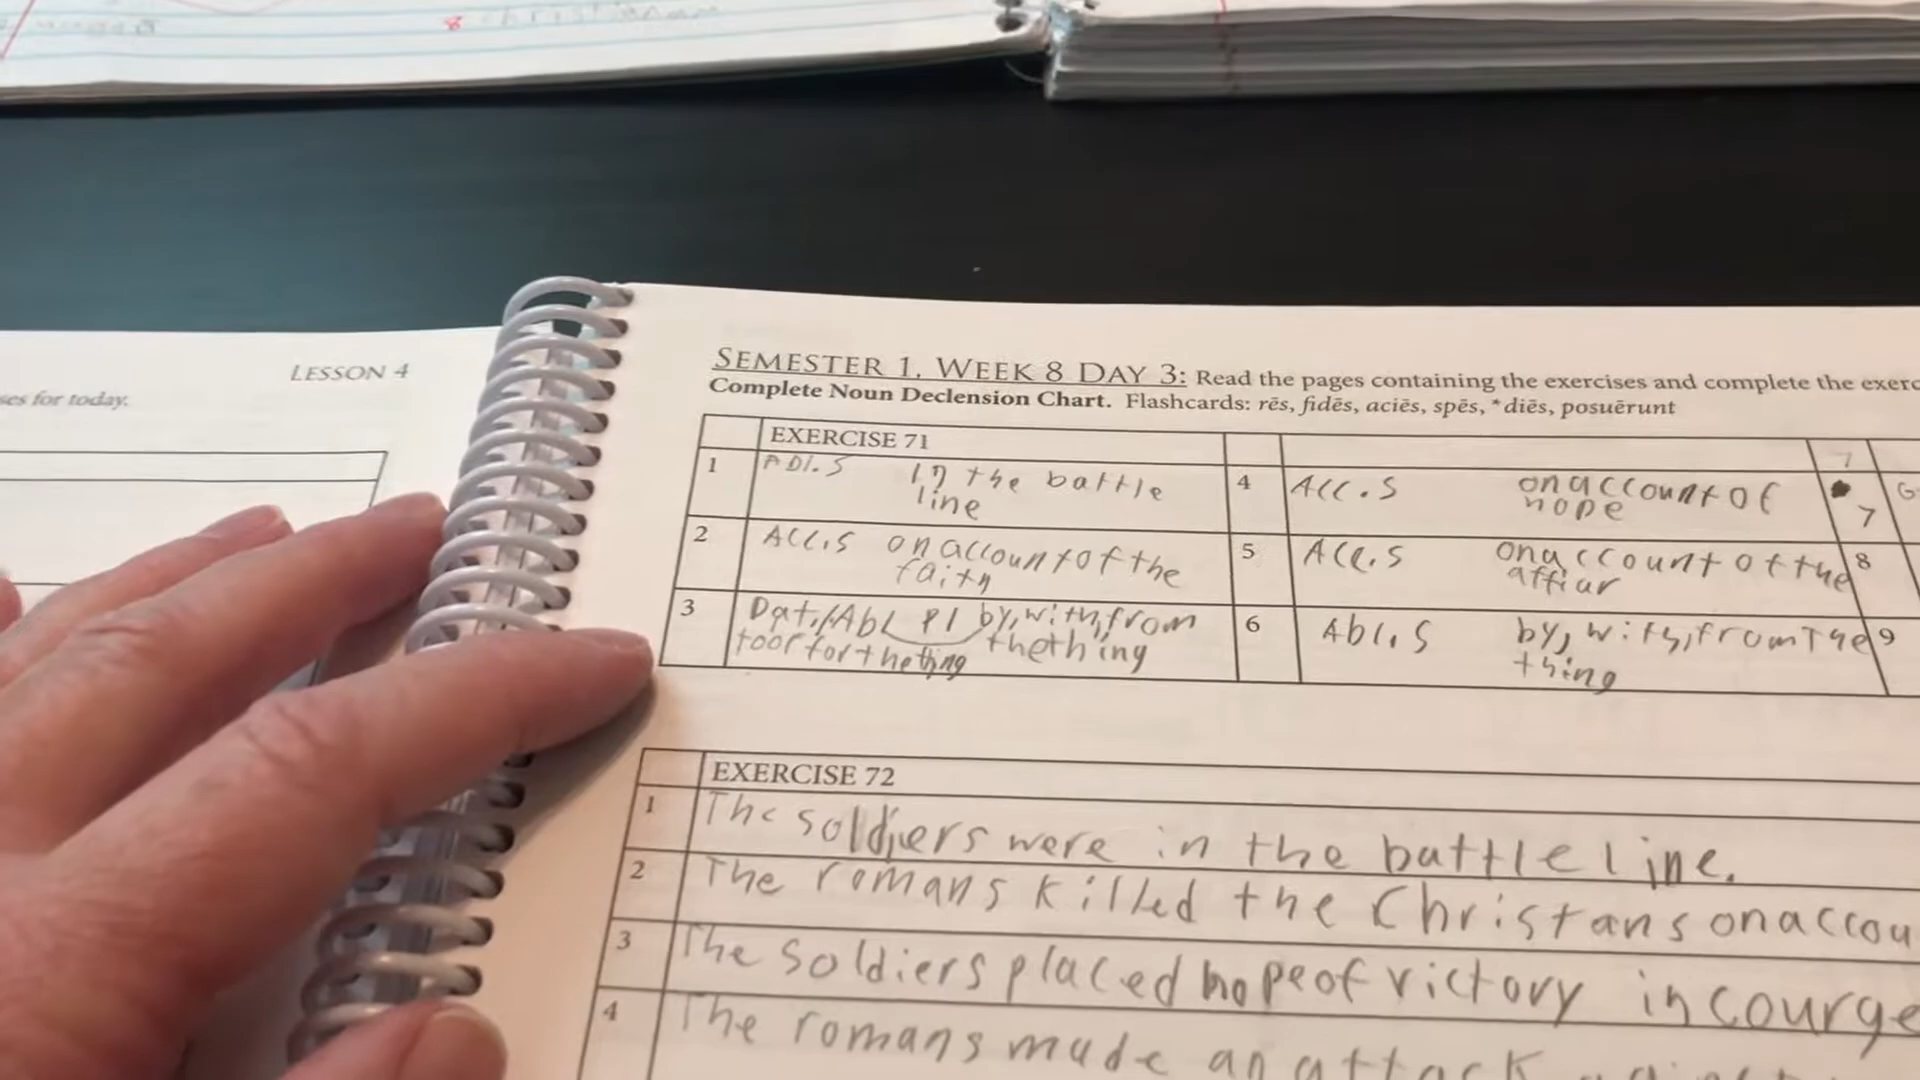 8 christianam
LESSON 4
ses for today.
SEMESTER 1, WEEK 8 DAY 3: Read the pages containing the exercises and complete the exerc
Complete Noun Declension Chart. Flashcards: rēs, fidēs, aciēs, spēs, *diēs, posuērunt
EXERCISE 71
1 Abl.S in the battle
line
2 Acc.S on account of the
faith
3 Dat./Abl Pl by, with, from
to or for the thing the thing
4 Acc.S on account of
hope
5 Acc.S on account of the
affiar
6 Abl.S by, with, from The
thing
7
7 G
8
9
EXERCISE 72
1 The soldiers were in the battle line.
2 The romans killed the Christans on accou
3 The soldiers placed hope of victory in courge
4 The romans made an attack